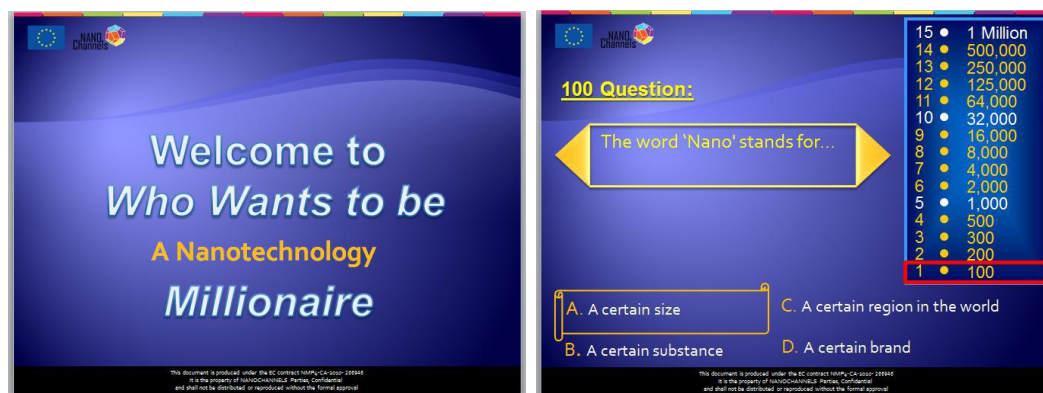 NANO
Channels
Welcome to
Who Wants to be
A Nanotechnology
Millionaire
This document is produced under the EC contract NMP4-CA-2010- 266946
It is the property of NANOCHANNELS Parties, Confidential
and shall not be distributed or reproduced without the formal approval
NANO
Channels
100 Question:
The word ‘Nano' stands for…
A. A certain size
B. A certain substance
C. A certain region in the world
D. A certain brand
15 • 1 Million
14 • 500,000
13 • 250,000
12 • 125,000
11 • 64,000
10 • 32,000
9 • 16,000
8 • 8,000
7 • 4,000
6 • 2,000
5 • 1,000
4 • 500
3 • 300
2 • 200
1 • 100
This document is produced under the EC contract NMP4-CA-2010- 266946
It is the property of NANOCHANNELS Parties, Confidential
and shall not be distributed or reproduced without the formal approval